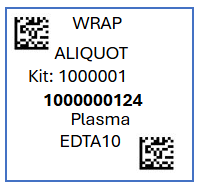 WRAP
ALIQUOT
Kit: 1000001
1000000124
Plasma
EDTA10